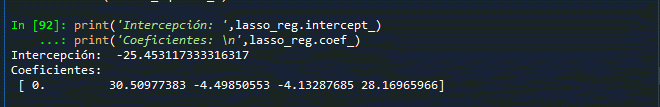 In [92]: print('Intercepción: ',lasso_reg.intercept_)
...: print('Coeficientes: \n',lasso_reg.coef_)
Intercepción:  -25.453117333316317
Coeficientes:
[ 0.         30.50977383 -4.49850553 -4.13287685 28.16965966]